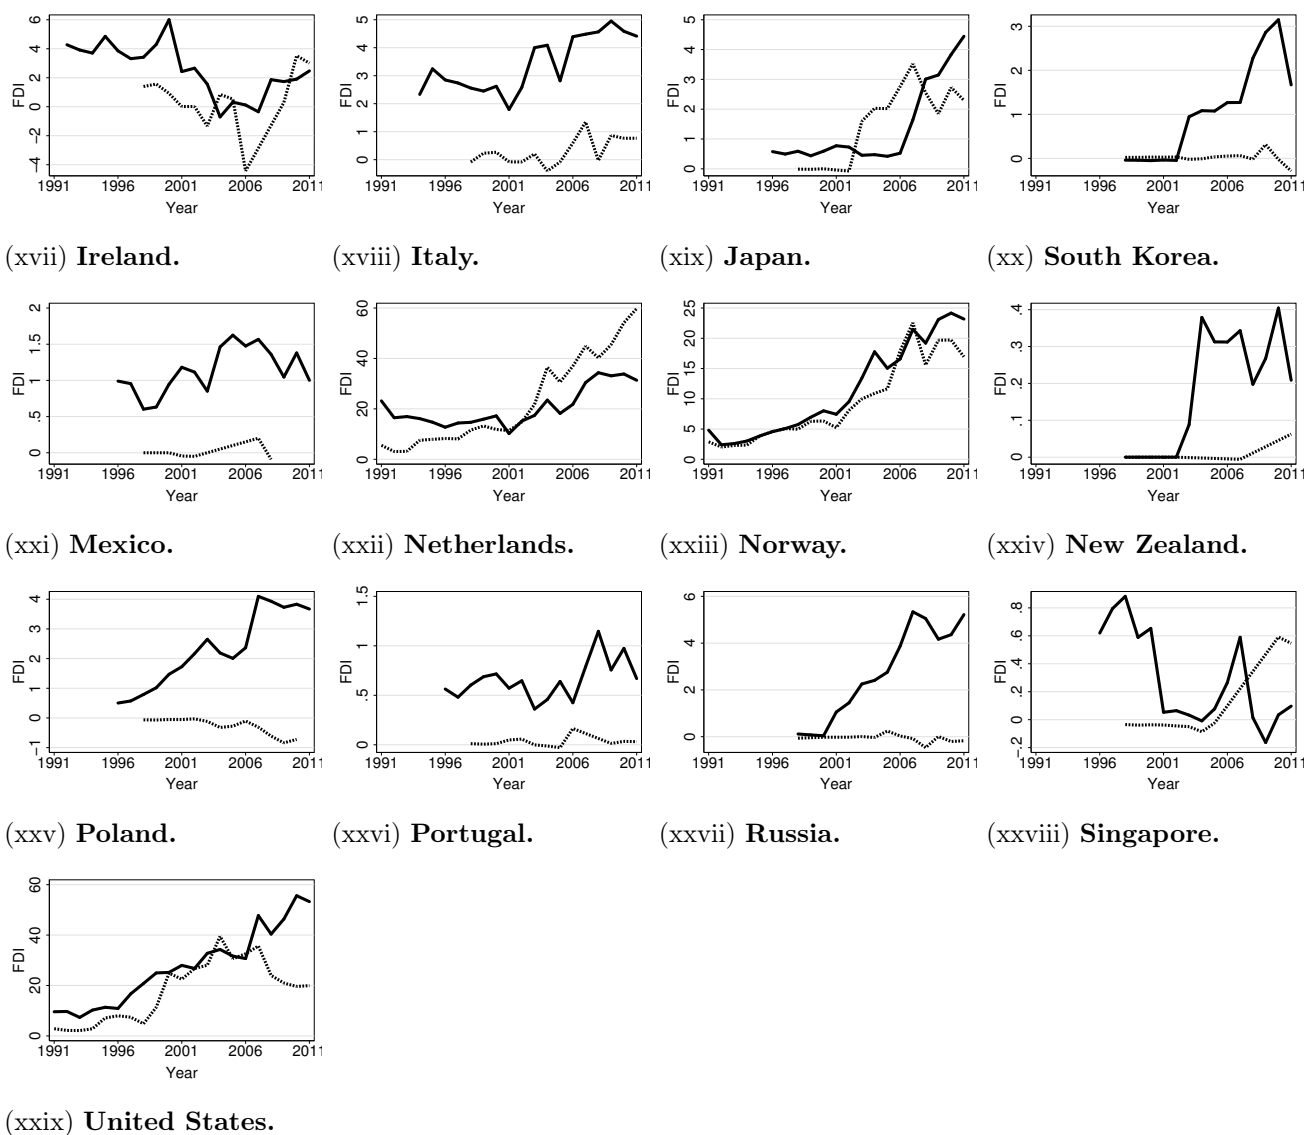 6
4
2
0
−2
−4
FDI
1991 1996 2001 2006 2011
Year
(xvii) Ireland.
5
4
3
2
1
0
FDI
1991 1996 2001 2006 2011
Year
(xviii) Italy.
5
4
3
2
1
0
FDI
1991 1996 2001 2006 2011
Year
(xix) Japan.
3
2
1
0
FDI
1991 1996 2001 2006 2011
Year
(xx) South Korea.
2
1.5
1
.5
0
FDI
1991 1996 2001 2006 2011
Year
(xxi) Mexico.
60
40
20
0
FDI
1991 1996 2001 2006 2011
Year
(xxii) Netherlands.
25
20
15
10
5
0
FDI
1991 1996 2001 2006 2011
Year
(xxiii) Norway.
.4
.3
.2
.1
0
FDI
1991 1996 2001 2006 2011
Year
(xxiv) New Zealand.
4
3
2
1
0
−1
FDI
1991 1996 2001 2006 2011
Year
(xxv) Poland.
1.5
1
.5
0
FDI
1991 1996 2001 2006 2011
Year
(xxvi) Portugal.
6
4
2
0
FDI
1991 1996 2001 2006 2011
Year
(xxvii) Russia.
.8
.6
.4
.2
0
−.2
FDI
1991 1996 2001 2006 2011
Year
(xxviii) Singapore.
60
40
20
0
FDI
1991 1996 2001 2006 2011
Year
(xxix) United States.